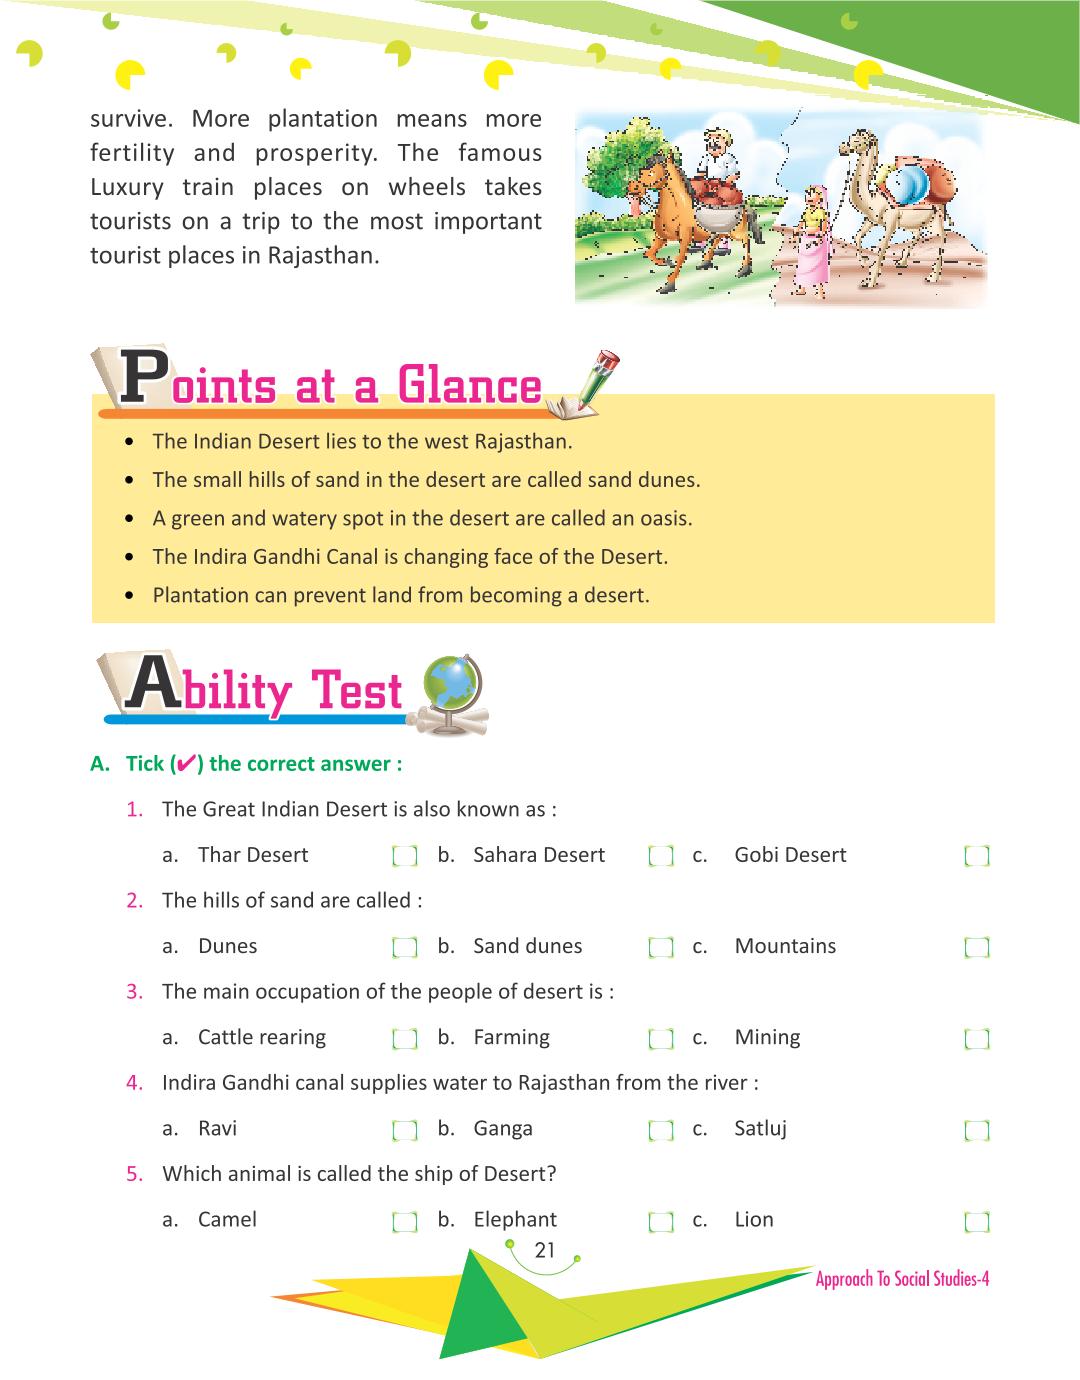 survive. More plantation means more
fertility and prosperity. The famous
Luxury train places on wheels takes
tourists on a trip to the most important
tourist places in Rajasthan.
Points at a Glance
• The Indian Desert lies to the west Rajasthan.
• The small hills of sand in the desert are called sand dunes.
• A green and watery spot in the desert are called an oasis.
• The Indira Gandhi Canal is changing face of the Desert.
• Plantation can prevent land from becoming a desert.
Ability Test
A. Tick (✔) the correct answer :
1. The Great Indian Desert is also known as :
a. Thar Desert b. Sahara Desert c. Gobi Desert
2. The hills of sand are called :
a. Dunes b. Sand dunes c. Mountains
3. The main occupation of the people of desert is :
a. Cattle rearing b. Farming c. Mining
4. Indira Gandhi canal supplies water to Rajasthan from the river :
a. Ravi b. Ganga c. Satluj
5. Which animal is called the ship of Desert?
a. Camel b. Elephant c. Lion
21
Approach To Social Studies-4